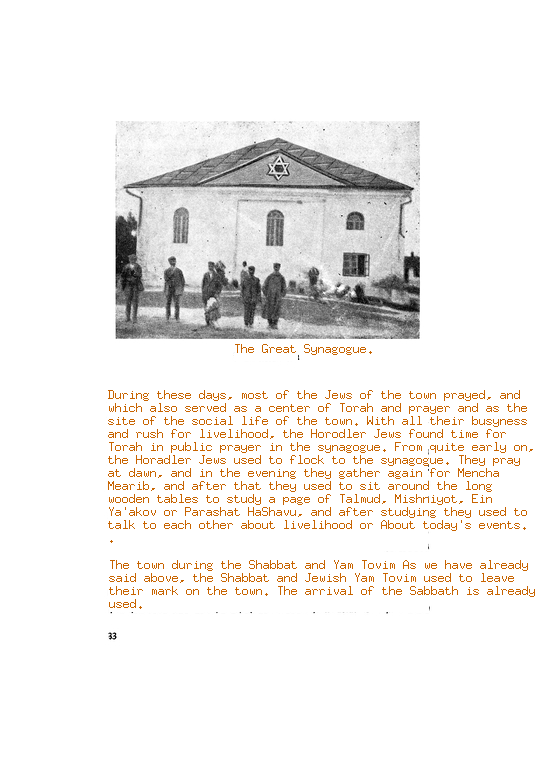 The Great Synagogue.
During these days, most of the Jews of the town prayed, and
which also served as a center of Torah and prayer and as the
site of the social life of the town. With all their busyness
and rush for livelihood, the Horodler Jews found time for
Torah in public prayer in the synagogue. From quite early on,
the Horadler Jews used to flock to the synagogue. They pray
at dawn, and in the evening they gather again for Mencha
Mearib, and after that they used to sit around the long
wooden tables to study a page of Talmud, Mishmiyot, Ein
Ya'akov or Parashat HaShavu, and after studying they used to
talk to each other about livelihood or About today's events.
The town during the Shabbat and Yam Tovim As we have already
said above, the Shabbat and Jewish Yam Tovim used to leave
their mark on the town. The arrival of the Sabbath is already
used.
33